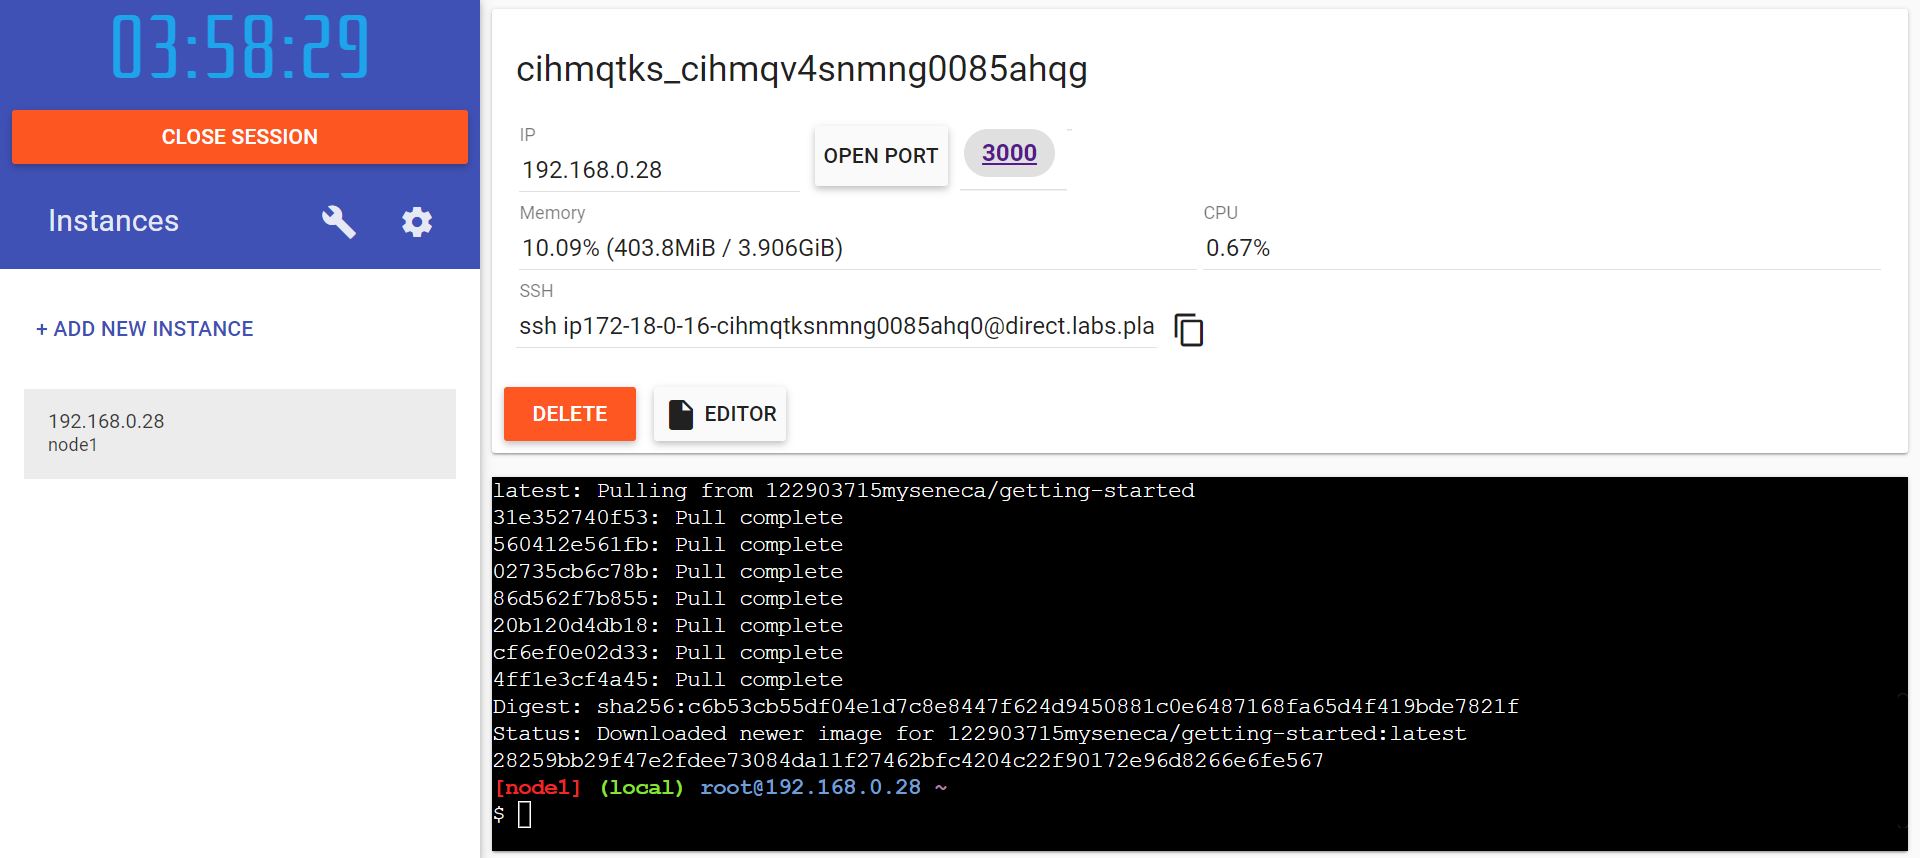 03:58:29
CLOSE SESSION
Instances
+ ADD NEW INSTANCE
192.168.0.28
node1
cihmqtks_cihmqv4snmng0085ahqg
IP
192.168.0.28
OPEN PORT
3000
Memory
10.09% (403.8MiB / 3.906GiB)
CPU
0.67%
SSH
ssh ip172-18-0-16-cihmqtksnmng0085ahq0@direct.labs.pla
DELETE
EDITOR
latest: Pulling from 122903715myseneca/getting-started
31e352740f53: Pull complete
560412e561fb: Pull complete
02735cb6c78b: Pull complete
86d562f7b855: Pull complete
20b120d4db18: Pull complete
cf6ef0e02d33: Pull complete
4ff1e3cf4a45: Pull complete
Digest: sha256:c6b53cb55df04e1d7c8e8447f624d9450881c0e6487168fa65d4f419bde7821f
Status: Downloaded newer image for 122903715myseneca/getting-started:latest
28259bb29f47e2fdee73084da11f27462bfc4204c22f90172e96d8266e6fe567
[node1] (local) root@192.168.0.28 ~
$